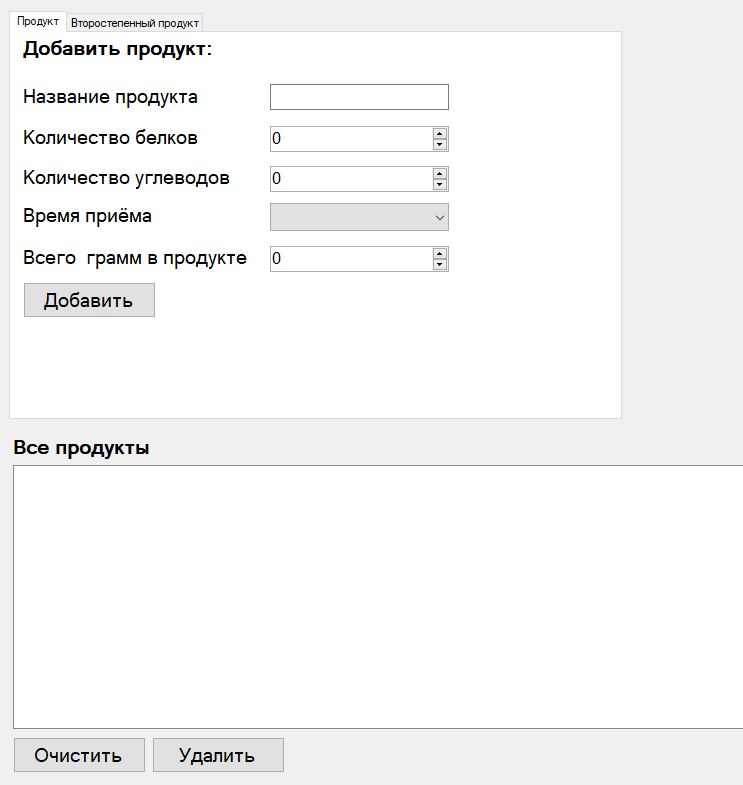 Продукт Второстепенный продукт
Добавить продукт:
Название продукта
Количество белков 0
Количество углеводов 0
Время приёма
Всего грамм в продукте 0
Добавить
Все продукты
Очистить Удалить